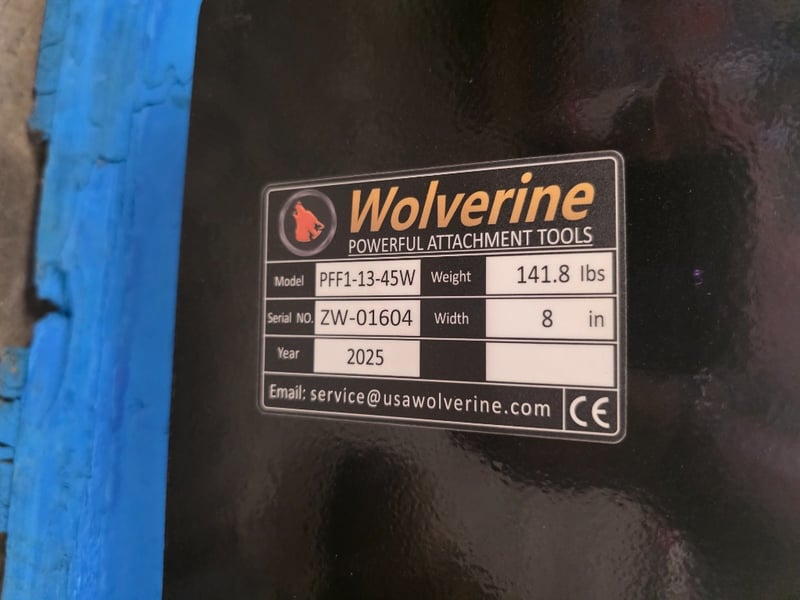 Wolverine
POWERFUL ATTACHMENT TOOLS
Model PFF1-13-45W Weight 141.8 lbs
Serial NO. ZW-01604 Width 8 in
Year 2025
Email: service@usawolverine.com CE